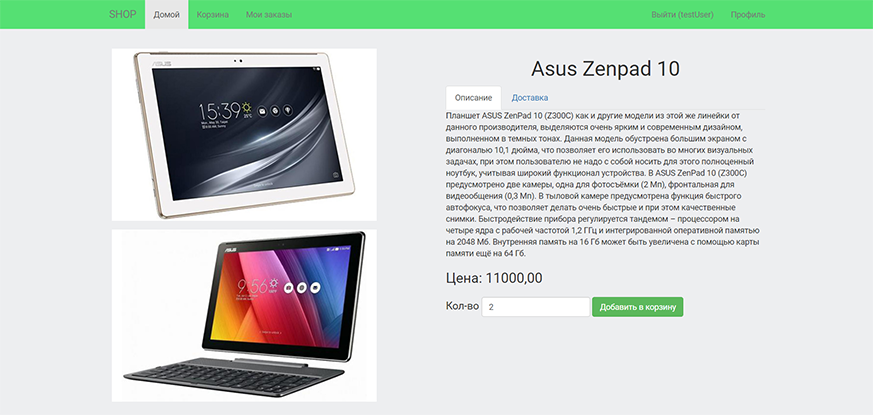 SHOP Домой Корзина Мои заказы Выйти (testUser) Профиль
ASUS
15:39
ASUS
9:56
Asus Zenpad 10
Описание Доставка
Планшет ASUS ZenPad 10 (Z300C) как и другие модели из этой же линейки от
данного производителя, выделяются очень ярким и современным дизайном,
выполненном в темных тонах. Данная модель обустроена большим экраном с
диагональю 10,1 дюйма, что позволяет его использовать во многих визуальных
задачах, при этом пользователю не надо с собой носить для этого полноценный
ноутбук, учитывая широкий функционал устройства. В ASUS ZenPad 10 (Z300C)
предусмотрено две камеры, одна для фотосъёмки (2 Мп), фронтальная для
видеообщения (0,3 Мп). В тыловой камере предусмотрена функция быстрого
автофокуса, что позволяет делать очень быстрые и при этом качественные
снимки. Быстродействие прибора регулируется тандемом – процессором на
четыре ядра с рабочей частотой 1,2 ГГц и интегрированной оперативной памятью
на 2048 Мб. Внутренняя память на 16 Гб может быть увеличена с помощью карты
памяти ещё на 64 Гб.
Цена: 11000,00
Кол-во 2 Добавить в корзину